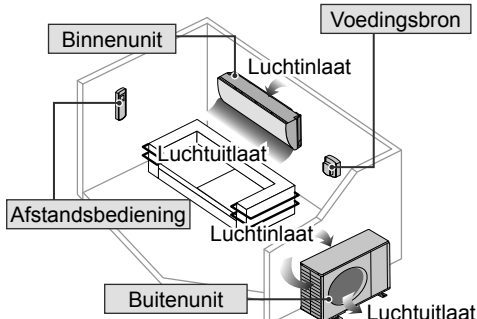 Voedingsbron
Binnenunit
Luchtinlaat
Luchtuitlaat
Afstandsbediening
Luchtinlaat
Buitenunit
Luchtuitlaat